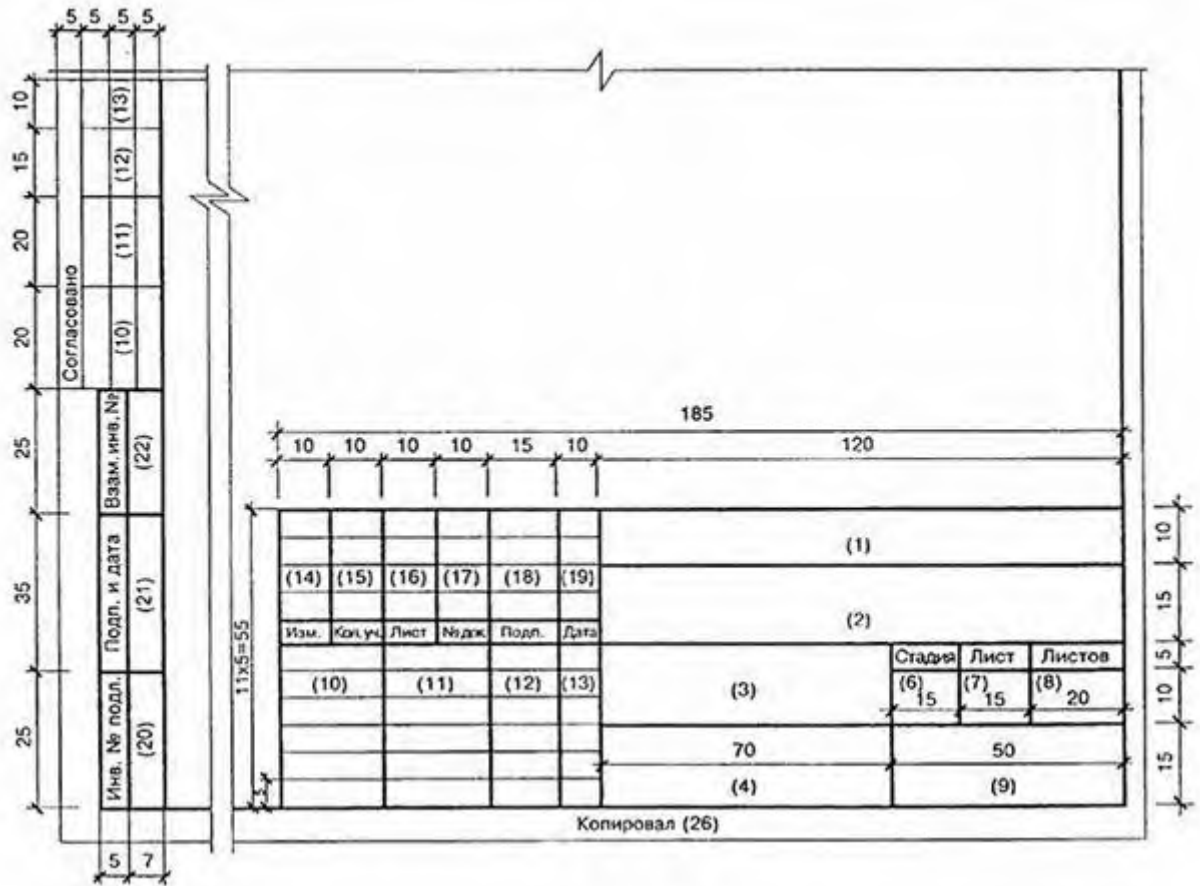 5 5 5 5
10
(13)
15
(12)
20
(11)
20
(10)
Согласовано
25
Взам. инв. №
(22)
35
Подп. и дата
(21)
25
Инв. № подл.
(20)
5 7
185
10 10 10 10 15 10 120
11x5=55
5
(1)
10
(2)
15
(14) (15) (16) (17) (18) (19)
Изм. Кол.уч. Лист №док. Подп. Дата
Стадия Лист Листов
5
(10) (11) (12) (13)
(3)
(6) (7) (8)
15 15 20
10
70 50
15
(4) (9)
Копировал (26)